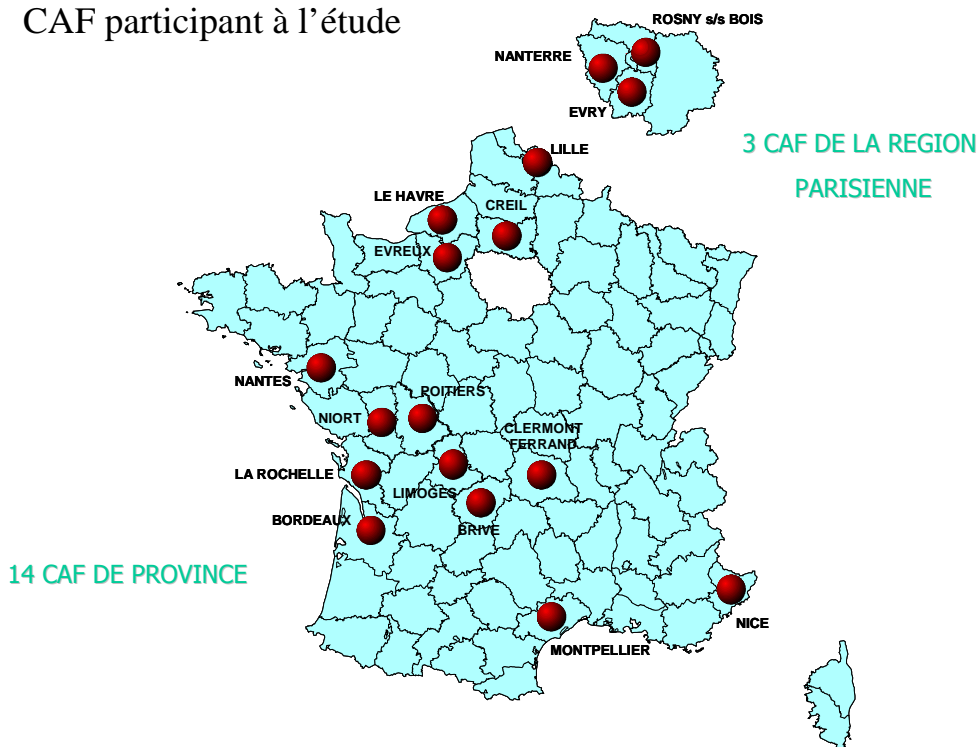 CAF participant à l’étude
ROSNY s/s BOIS
NANTERRE
EVRY
3 CAF DE LA REGION
PARISIENNE
LILLE
LE HAVRE
CREIL
EVREUX
NANTES
POITIERS
NIORT
CLERMONT
FERRAND
LA ROCHELLE
LIMOGES
BORDEAUX
BRIVE
14 CAF DE PROVINCE
NICE
MONTPELLIER